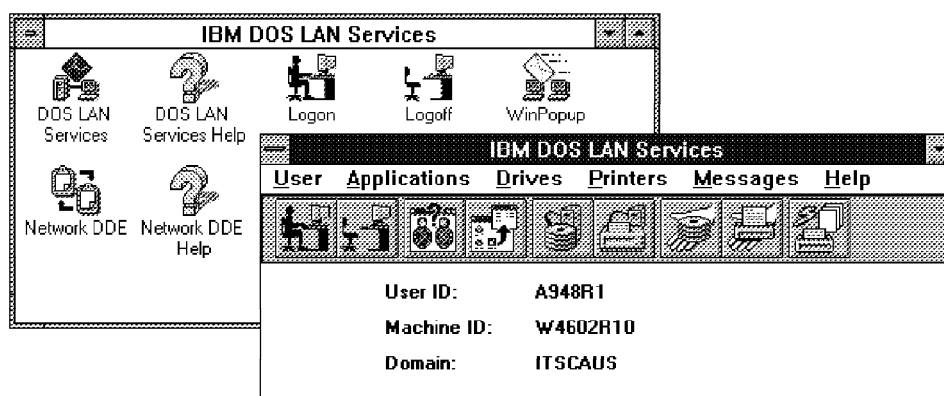 IBM DOS LAN Services
DOS LAN Services
DOS LAN Services Help
Logon
Logoff
WinPopup
Network DDE
Network DDE Help
IBM DOS LAN Services
User Applications Drives Printers Messages Help
User ID: A948R1
Machine ID: W4602R10
Domain: ITSCAUS